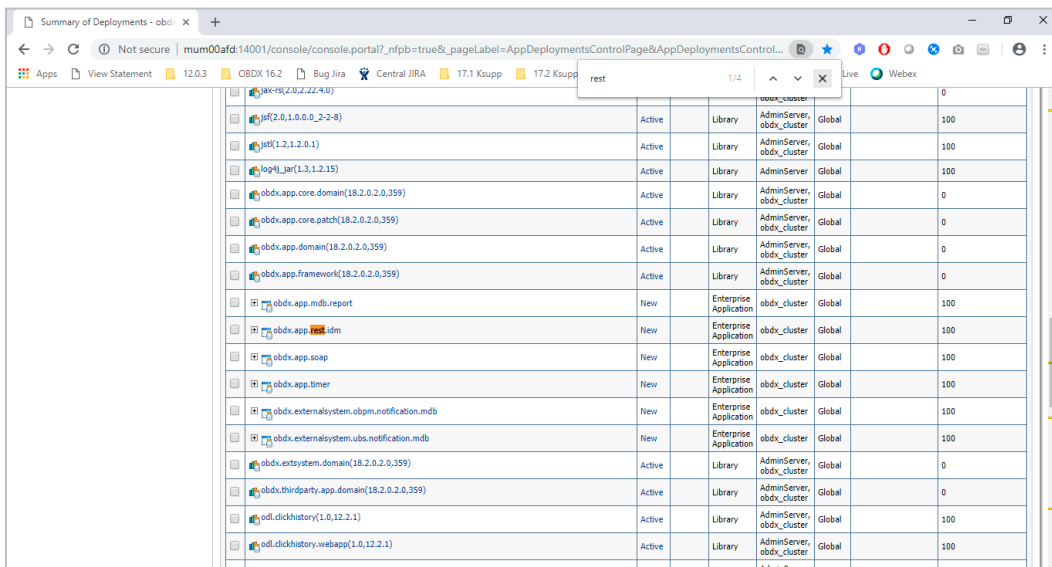 Summary of Deployments - obd
Not secure | mum00afd:14001/console/console.portal?_nfpb=true&_pageLabel=AppDeploymentsControlPage&AppDeploymentsControl...
Apps View Statement 12.0.3 OBDX 16.2 Bug Jira Central JIRA 17.1 Ksupp 17.2 Ksupp Live Webex
rest 1/4
jax-rs(2.0,2.22.4.0) obdx_cluster 0
jsf(2.0,1.0.0.0_2-2-8) Active Library AdminServer, obdx_cluster Global 100
jstl(1.2,1.2.0.1) Active Library AdminServer, obdx_cluster Global 100
log4j_jar(1.3,1.2.15) Active Library AdminServer Global 100
obdx.app.core.domain(18.2.0.2.0,359) Active Library AdminServer, obdx_cluster Global 0
obdx.app.core.patch(18.2.0.2.0,359) Active Library AdminServer, obdx_cluster Global 0
obdx.app.domain(18.2.0.2.0,359) Active Library AdminServer, obdx_cluster Global 0
obdx.app.framework(18.2.0.2.0,359) Active Library AdminServer, obdx_cluster Global 0
obdx.app.mdb.report New Enterprise Application obdx_cluster Global 100
obdx.app.rest.idm New Enterprise Application obdx_cluster Global 100
obdx.app.soap New Enterprise Application obdx_cluster Global 100
obdx.app.timer New Enterprise Application obdx_cluster Global 100
obdx.externalsystem.obpm.notification.mdb New Enterprise Application obdx_cluster Global 100
obdx.externalsystem.ubs.notification.mdb New Enterprise Application obdx_cluster Global 100
obdx.extsystem.domain(18.2.0.2.0,359) Active Library AdminServer, obdx_cluster Global 0
obdx.thirdparty.app.domain(18.2.0.2.0,359) Active Library AdminServer, obdx_cluster Global 0
odl.clickhistory(1.0,12.2.1) Active Library AdminServer, obdx_cluster Global 100
odl.clickhistory.webapp(1.0,12.2.1) Active Library AdminServer, obdx_cluster Global 100